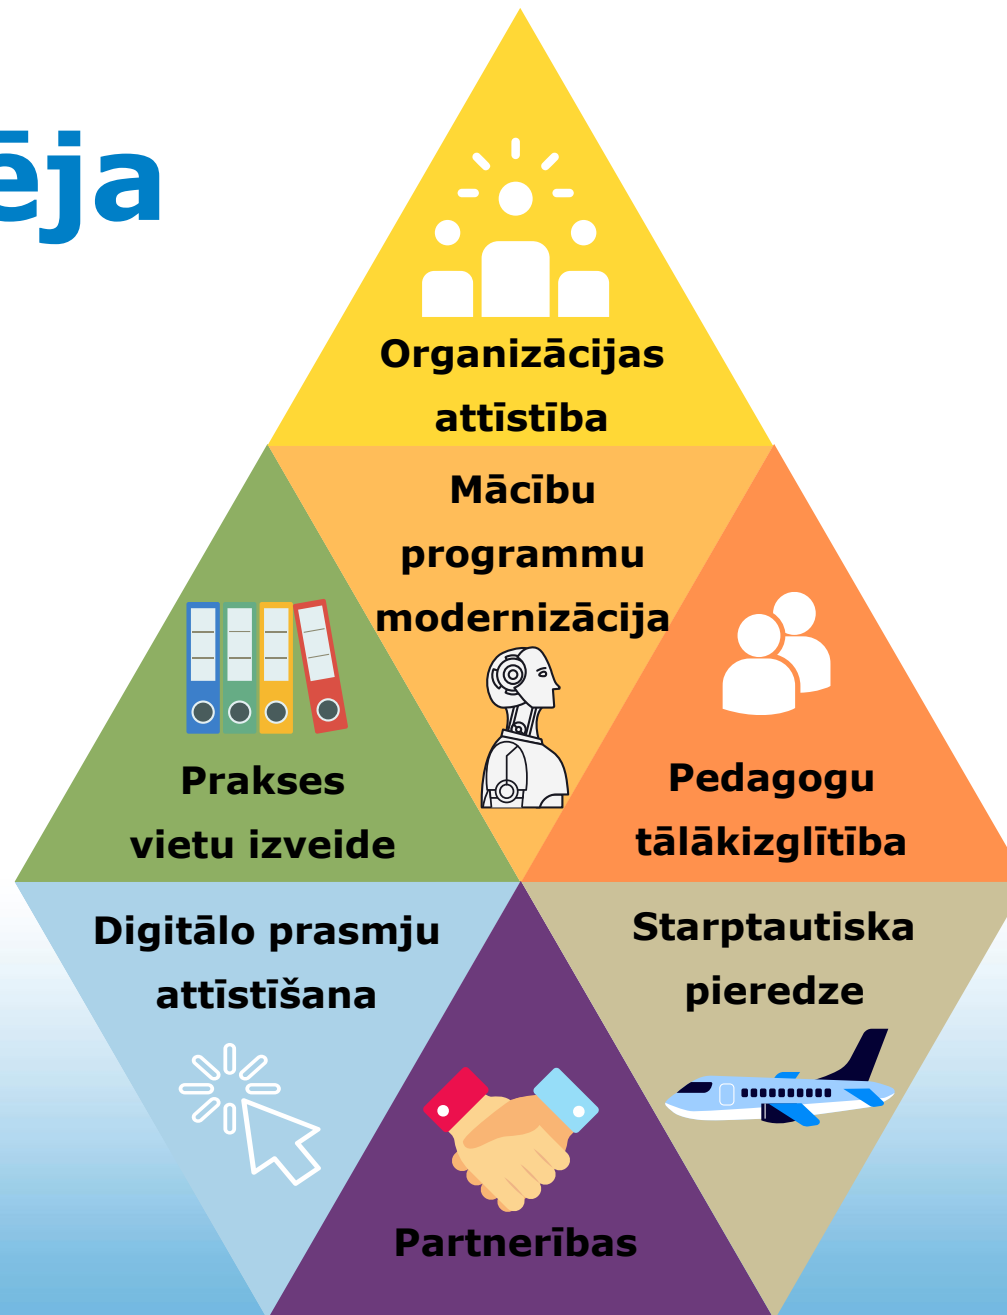 ēja
Organizācijas
attīstība
Mācību
programmu
modernizācija
Prakses
vietu izveide
Pedagogu
tālākizglītība
Digitālo prasmju
attīstīšana
Starptautiska
pieredze
Partnerības